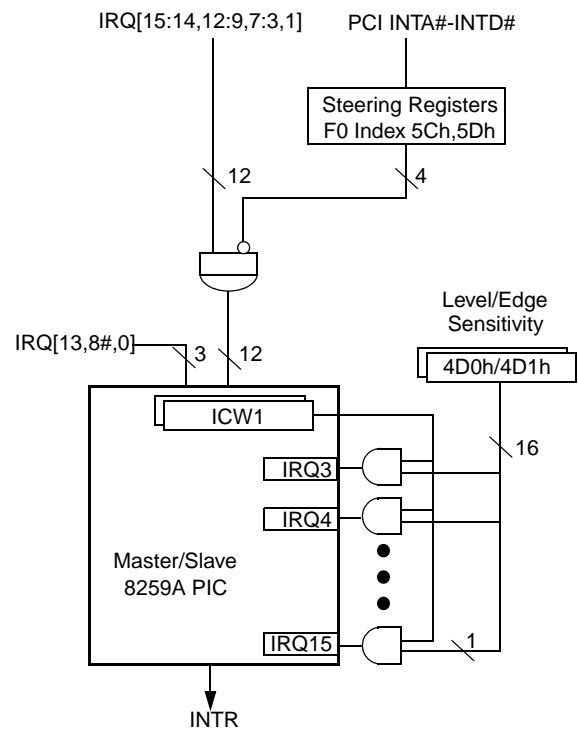 IRQ[15:14,12:9,7:3,1]
PCI INTA#-INTD#
Steering Registers
F0 Index 5Ch,5Dh
12
4
Level/Edge
Sensitivity
IRQ[13,8#,0]
3
12
4D0h/4D1h
ICW1
16
IRQ3
IRQ4
Master/Slave
8259A PIC
IRQ15
1
INTR